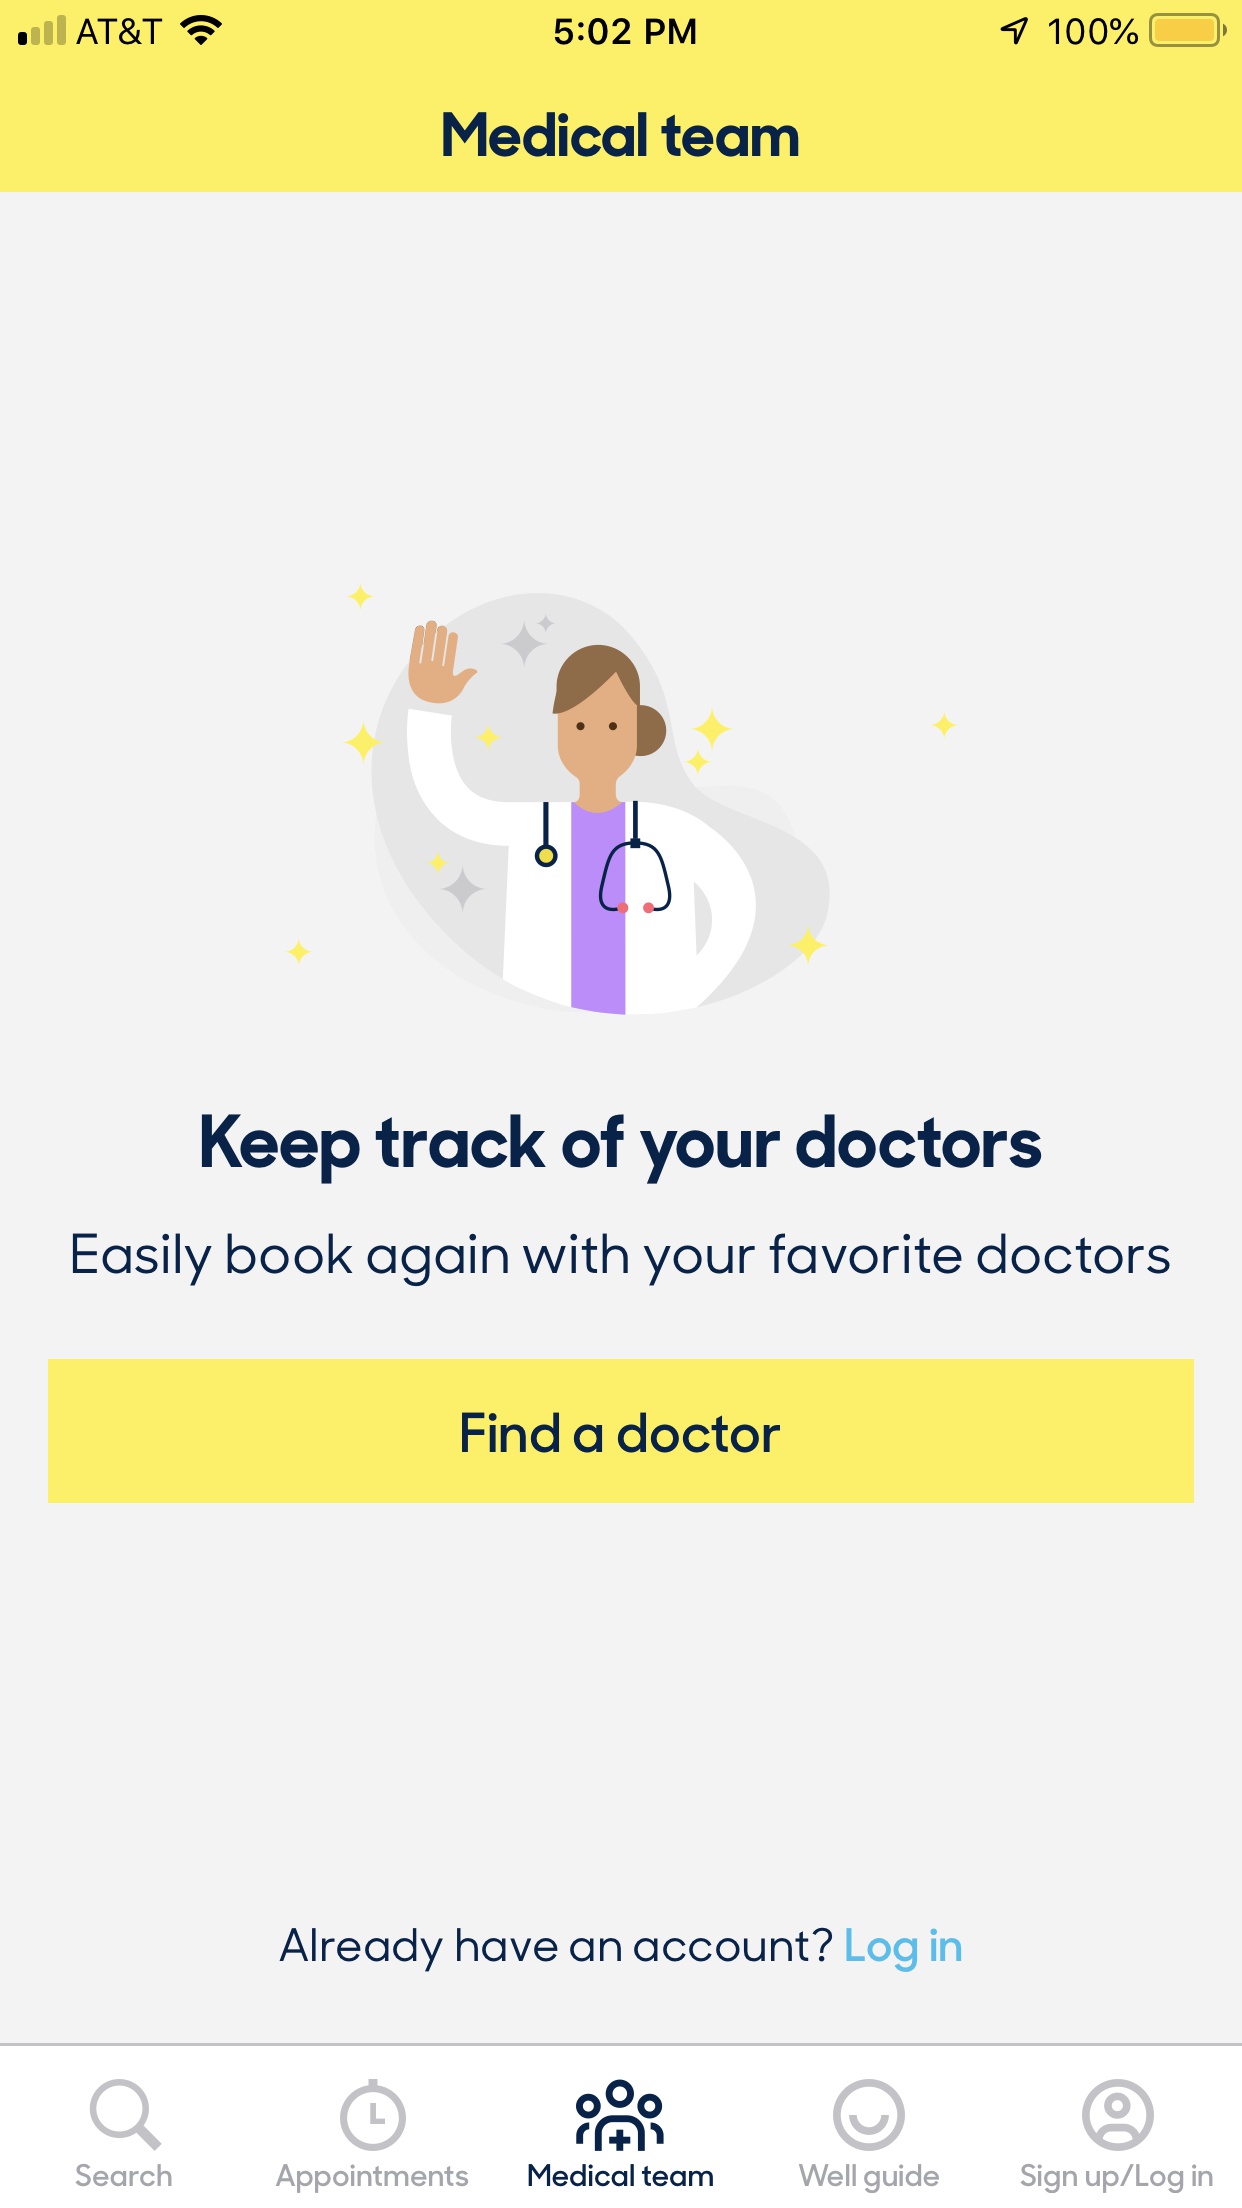 AT&T 5:02 PM 100%
Medical team
Keep track of your doctors
Easily book again with your favorite doctors
Find a doctor
Already have an account? Log in
Search Appointments Medical team Well guide Sign up/Log in